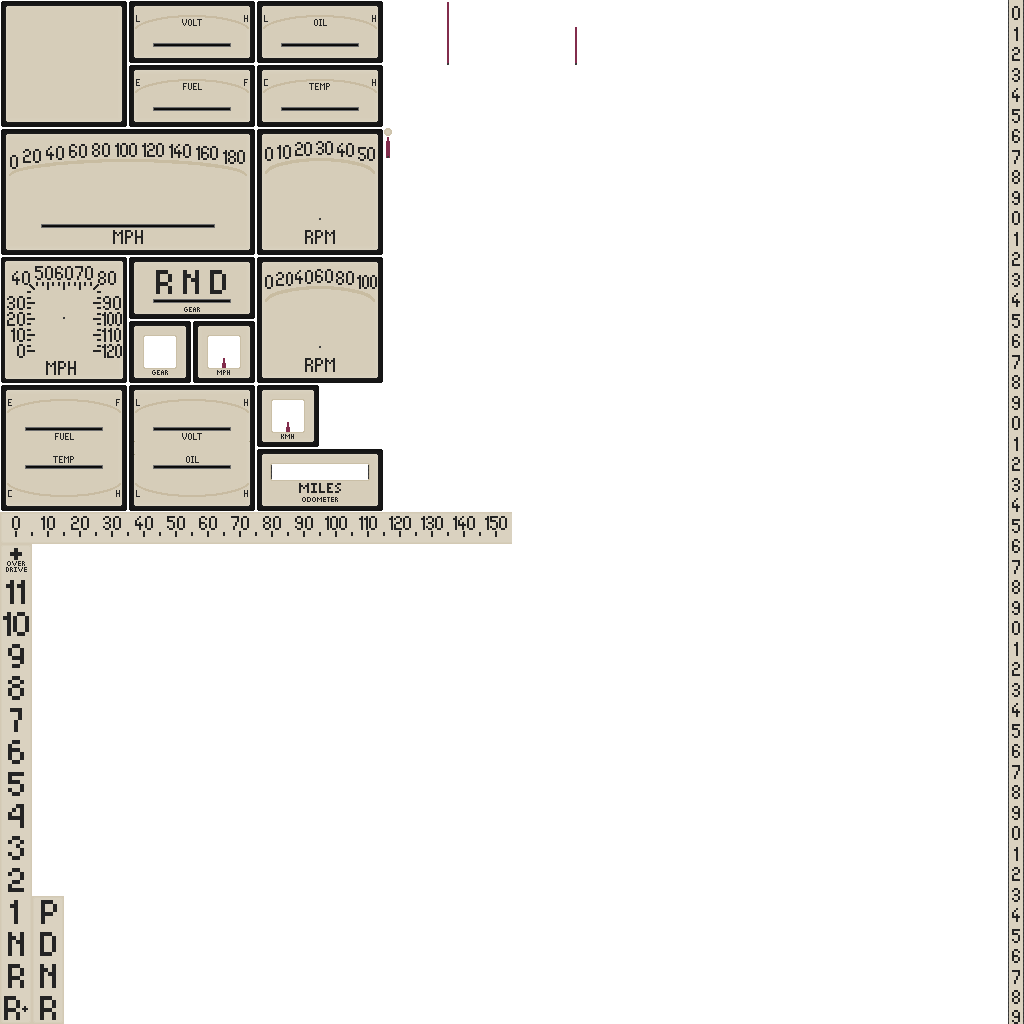 L VOLT H
L OIL H
E FUEL F
C TEMP H
0 20 40 60 80 100 120 140 160 180
MPH
0 10 20 30 40 50
RPM
40 50 60 70 80
30 90
20 100
10 110
0 120
MPH
R N D
GEAR
GEAR
MPH
0 20 40 60 80 100
RPM
E F
FUEL
TEMP
C H
L H
VOLT
OIL
L H
KMH
MILES
ODOMETER
0 10 20 30 40 50 60 70 80 90 100 110 120 130 140 150
+
OVER
DRIVE
11
10
9
8
7
6
5
4
3
2
1
N
R
R+
P
D
N
R
0
1
2
3
4
5
6
7
8
9
0
1
2
3
4
5
6
7
8
9
0
1
2
3
4
5
6
7
8
9
0
1
2
3
4
5
6
7
8
9
0
1
2
3
4
5
6
7
8
9